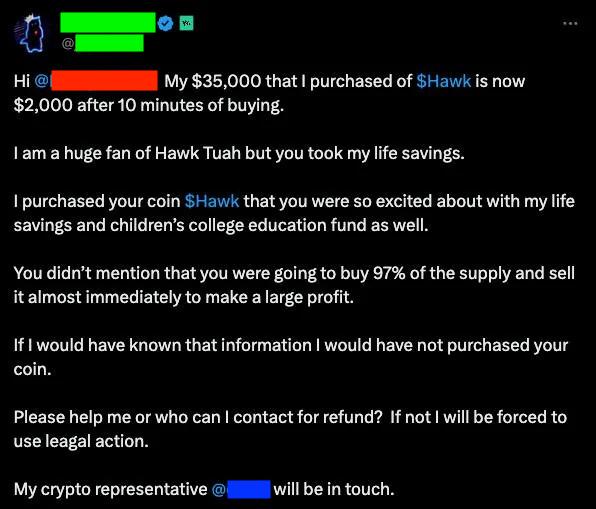 @
Hi @ My $35,000 that I purchased of $Hawk is now
$2,000 after 10 minutes of buying.
I am a huge fan of Hawk Tuah but you took my life savings.
I purchased your coin $Hawk that you were so excited about with my life
savings and children’s college education fund as well.
You didn’t mention that you were going to buy 97% of the supply and sell
it almost immediately to make a large profit.
If I would have known that information I would have not purchased your
coin.
Please help me or who can I contact for refund? If not I will be forced to
use leagal action.
My crypto representative @ will be in touch.